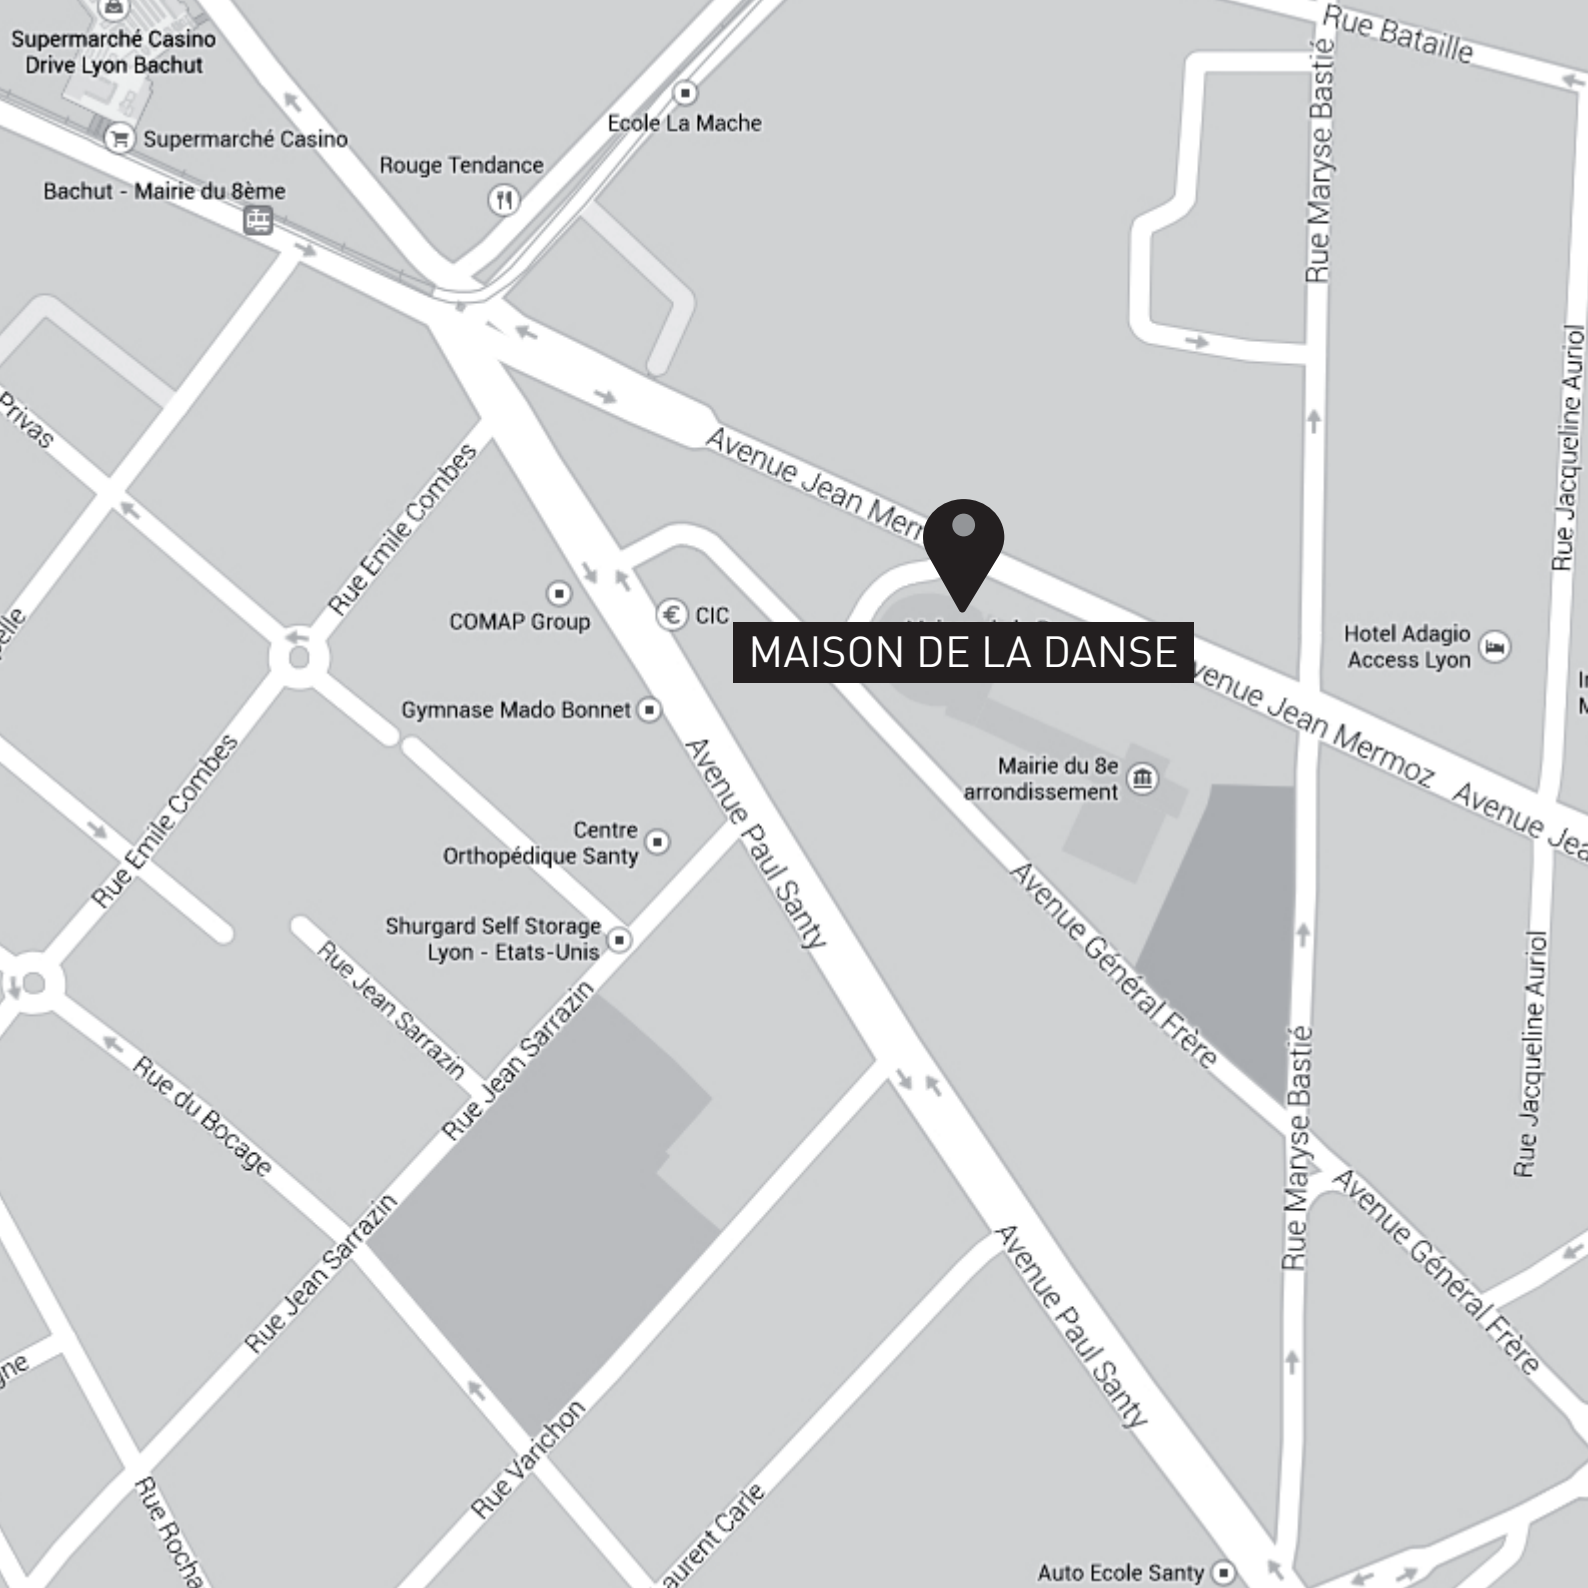 Supermarché Casino
Drive Lyon Bachut
Rue Bataille
Rue Maryse Bastié
Ecole La Mache
Supermarché Casino
Rouge Tendance
Bachut - Mairie du 8ème
Rue Jacqueline Auriol
Privas
Avenue Jean Merm
Rue Emile Combes
COMAP Group
CIC
MAISON DE LA DANSE
Hotel Adagio
Access Lyon
Avenue Jean Mermoz
Gymnase Mado Bonnet
Avenue Paul Santy
Mairie du 8e
arrondissement
Avenue Jea
Rue Emile Combes
Centre
Orthopédique Santy
Avenue Général Frère
Shurgard Self Storage
Lyon - Etats-Unis
Rue Jean Sarrazin
Rue Jean Sarrazin
Rue Jacqueline Auriol
Rue du Bocage
Rue Maryse Bastié
Avenue Général Frère
Rue Jean Sarrazin
Avenue Paul Santy
Rue Varichon
Rue Rocha
aurent Carle
Auto Ecole Santy